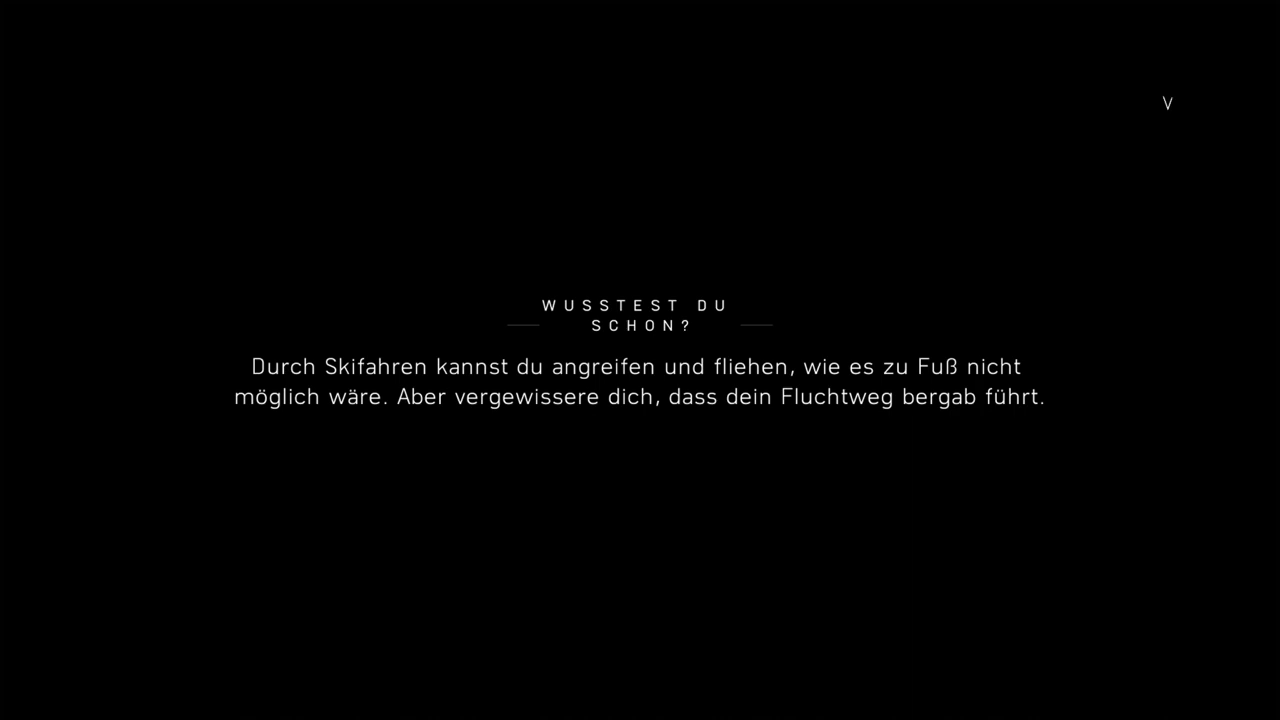 V
WUSSTEST DU
SCHON?
Durch Skifahren kannst du angreifen und fliehen, wie es zu Fuß nicht
möglich wäre. Aber vergewissere dich, dass dein Fluchtweg bergab führt.